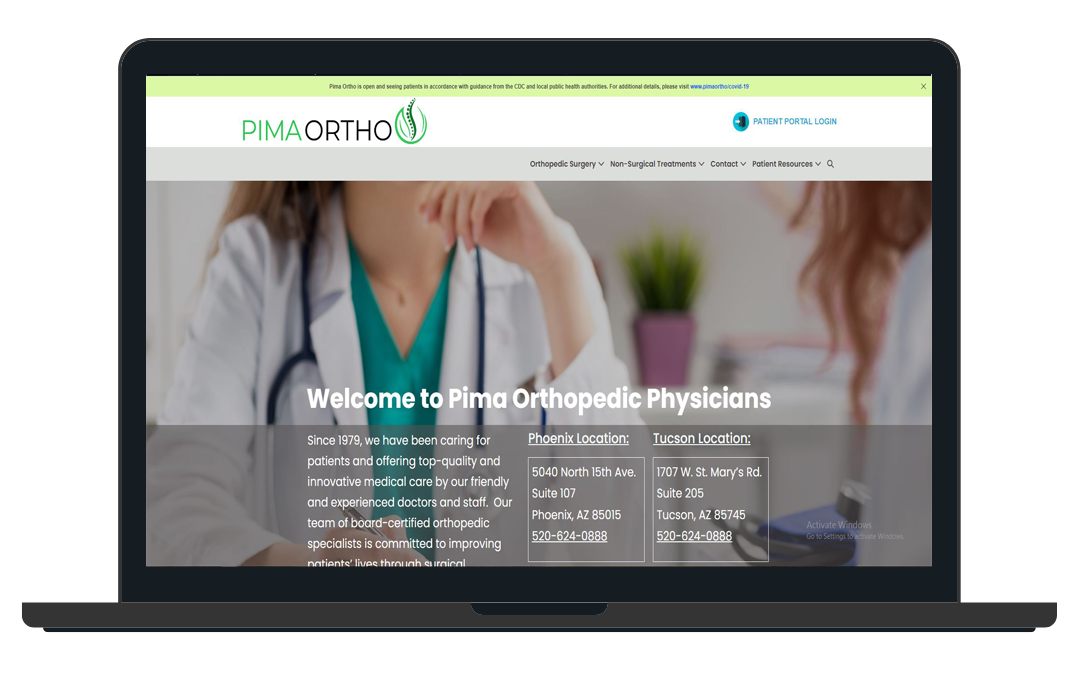 Pima Ortho is open and seeing patients in accordance with guidance from the CDC and local public health authorities. For additional details, please visit www.pimaortho/covid-19
PIMAORTHO
PATIENT PORTAL LOGIN
Orthopedic Surgery Non-Surgical Treatments Contact Patient Resources
Welcome to Pima Orthopedic Physicians
Since 1979, we have been caring for
patients and offering top-quality and
innovative medical care by our friendly
and experienced doctors and staff. Our
team of board-certified orthopedic
specialists is committed to improving
patients' lives through surgical
Phoenix Location:
5040 North 15th Ave.
Suite 107
Phoenix, AZ 85015
520-624-0888
Tucson Location:
1707 W. St. Mary's Rd.
Suite 205
Tucson, AZ 85745
520-624-0888
Activate Windows
Go to Settings to activate Windows.